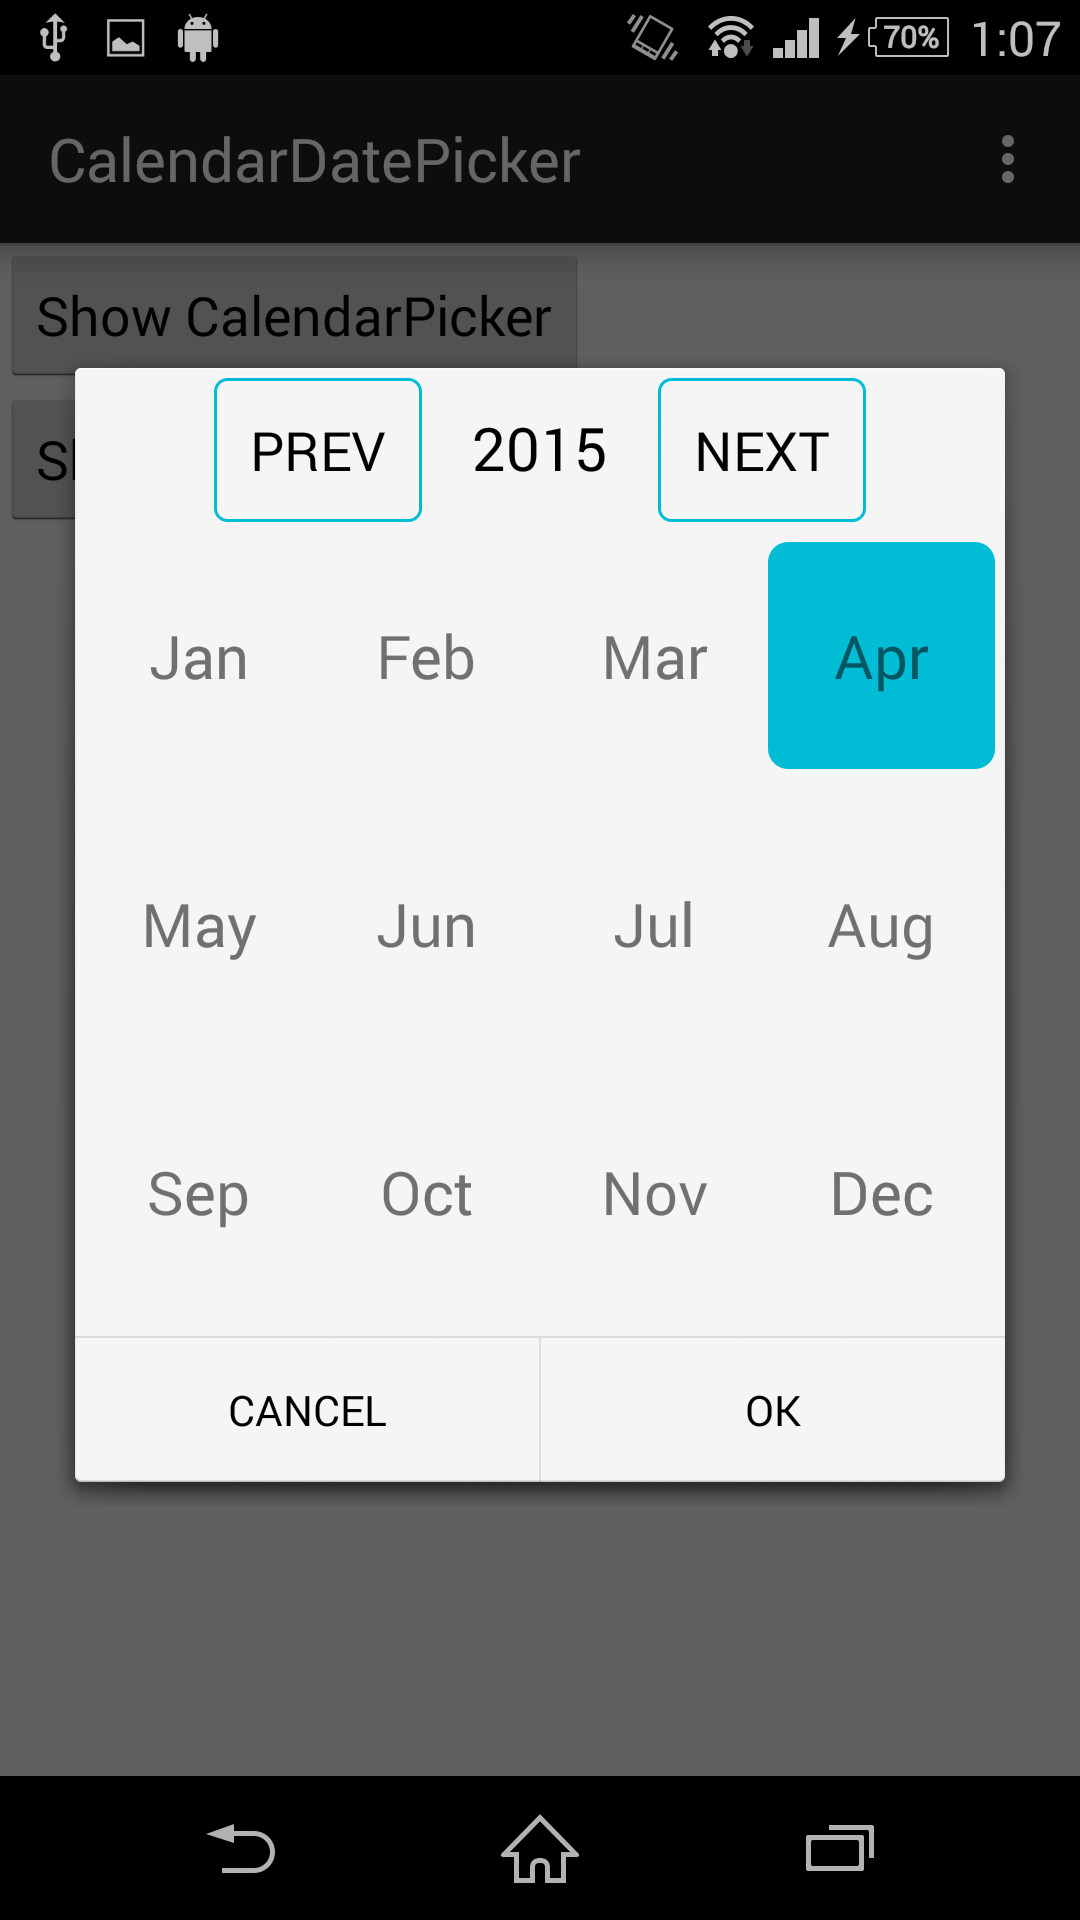 70% 1:07
CalendarDatePicker
Show CalendarPicker
PREV 2015 NEXT
Jan Feb Mar Apr
May Jun Jul Aug
Sep Oct Nov Dec
CANCEL OK